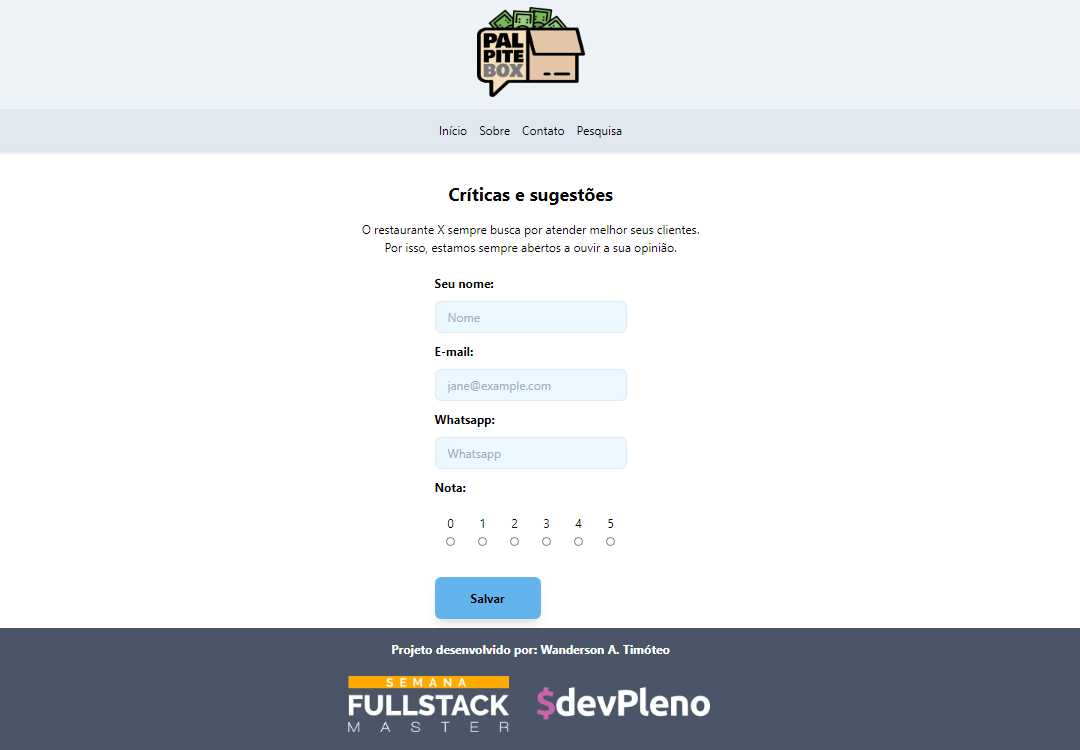 PAL
PITE
BOX
Início Sobre Contato Pesquisa
Críticas e sugestões
O restaurante X sempre busca por atender melhor seus clientes.
Por isso, estamos sempre abertos a ouvir a sua opinião.
Seu nome:
Nome
E-mail:
jane@example.com
Whatsapp:
Whatsapp
Nota:
0 1 2 3 4 5
Salvar
Projeto desenvolvido por: Wanderson A. Timóteo
SEMANA
FULLSTACK
MASTER
$devPleno